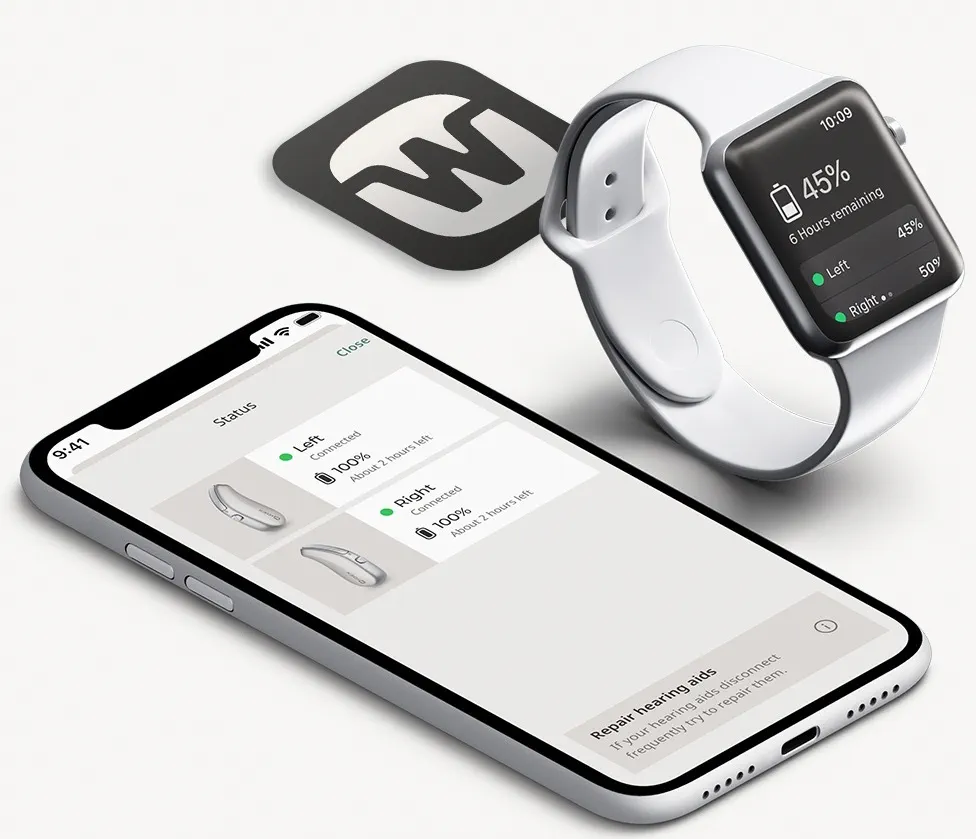 W
10:09
45%
6 Hours remaining
Left 45%
Right 50%
9:41
Close
Status
Left
Connected
100%
About 2 hours left
Right
Connected
100%
About 2 hours left
Repair hearing aids
If your hearing aids disconnect
frequently try to repair them.